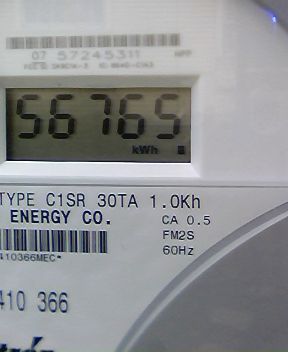 07 57245311
56765
kWh
TYPE C1SR 30TA 1.0Kh
ENERGY CO.
CA 0.5
FM2S
60Hz
410366MEC*
410 366